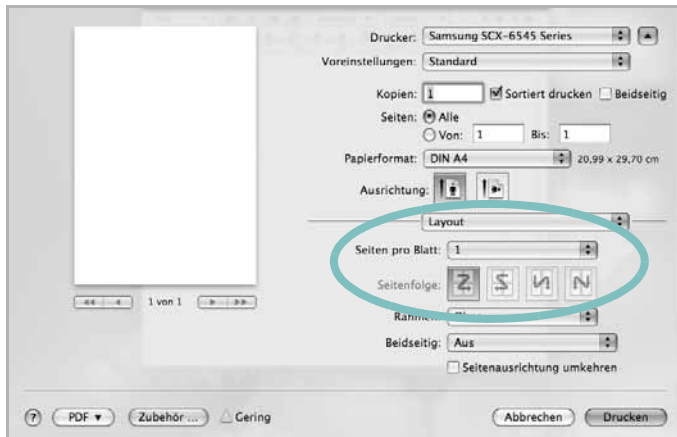 Drucker: Samsung SCX-6545 Series
Voreinstellungen: Standard
Kopien: 1 Sortiert drucken Beidseitig
Seiten: Alle
Von: 1 Bis: 1
Papierformat: DIN A4 20,99 x 29,70 cm
Ausrichtung:
Layout
Seiten pro Blatt: 1
Seitenfolge:
1 von 1
Rahmen:
Beidseitig: Aus
Seitenausrichtung umkehren
? PDF Zubehör ... Gering Abbrechen Drucken